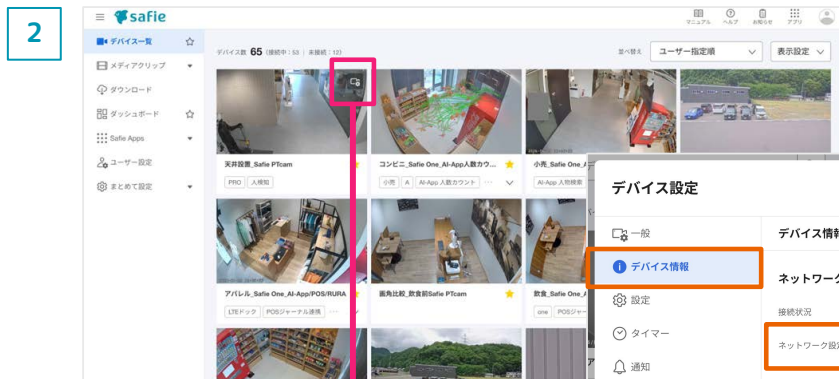 2
safie
マニュアル
ヘルプ
お知らせ
アプリ
デバイス一覧
メディアクリップ
ダウンロード
ダッシュボード
Safie Apps
ユーザー設定
まとめて設定
デバイス数 65 (接続中：53 | 未接続：12)
並べ替え
ユーザー指定順
表示設定
天井設置_Safie PTcam
PRO 人検知
コンビニ_Safie One_AI-App人数カウ...
小売 A AI-App 人数カウント ...
小売_Safie One_A
AI-App 人物検索
アパレル_Safie One_AI-App/POS/RURA
LTEドック POSジャーナル連携 ...
画角比較_飲食前Safie PTcam
飲食_Safie One_A
one POSジャー
デバイス設定
一般
デバイス情報
設定
タイマー
通知
デバイス情報
ネットワーク
接続状況
ネットワーク設定